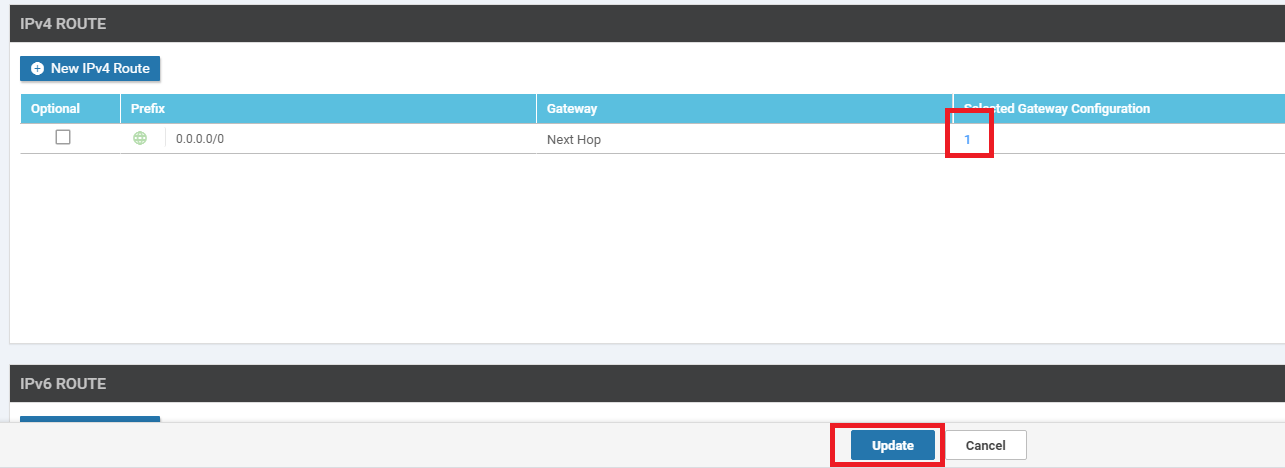 IPv4 ROUTE
New IPv4 Route
Optional Prefix Gateway Selected Gateway Configuration
0.0.0.0/0 Next Hop 1
IPv6 ROUTE
Update Cancel